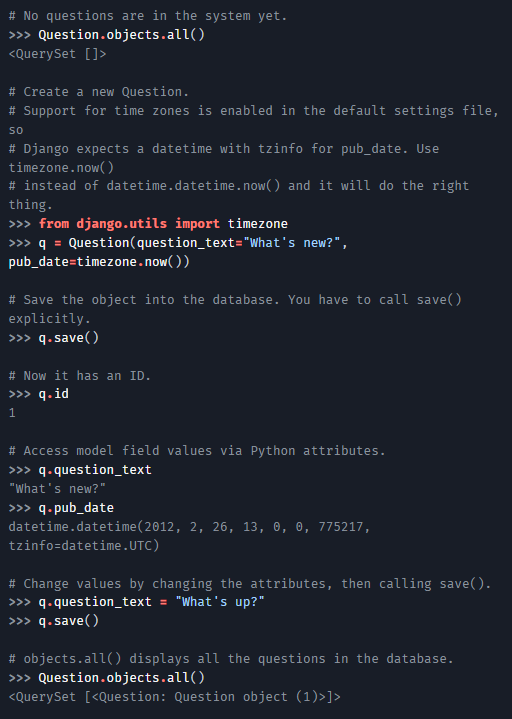 # No questions are in the system yet.
>>> Question.objects.all()
<QuerySet []>
# Create a new Question.
# Support for time zones is enabled in the default settings file,
so
# Django expects a datetime with tzinfo for pub_date. Use
timezone.now()
# instead of datetime.datetime.now() and it will do the right
thing.
>>> from django.utils import timezone
>>> q = Question(question_text="What's new?",
pub_date=timezone.now())
# Save the object into the database. You have to call save()
explicitly.
>>> q.save()
# Now it has an ID.
>>> q.id
1
# Access model field values via Python attributes.
>>> q.question_text
"What's new?"
>>> q.pub_date
datetime.datetime(2012, 2, 26, 13, 0, 0, 775217,
tzinfo=datetime.UTC)
# Change values by changing the attributes, then calling save().
>>> q.question_text = "What's up?"
>>> q.save()
# objects.all() displays all the questions in the database.
>>> Question.objects.all()
<QuerySet [<Question: Question object (1)>]>